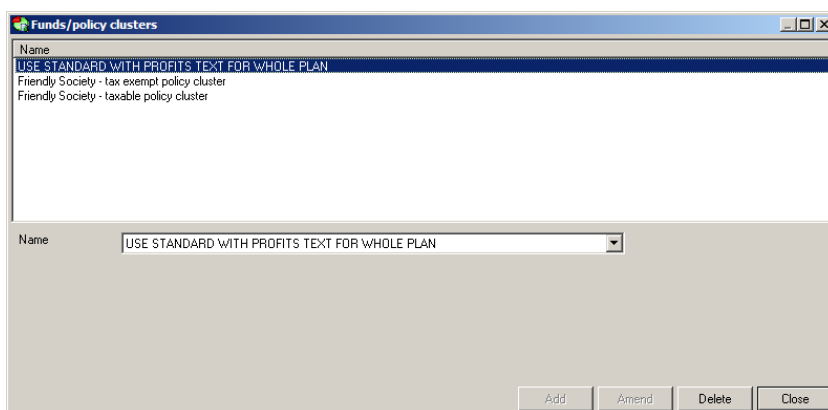 Funds/policy clusters
Name
USE STANDARD WITH PROFITS TEXT FOR WHOLE PLAN
Friendly Society - tax exempt policy cluster
Friendly Society - taxable policy cluster
Name USE STANDARD WITH PROFITS TEXT FOR WHOLE PLAN
Add Amend Delete Close